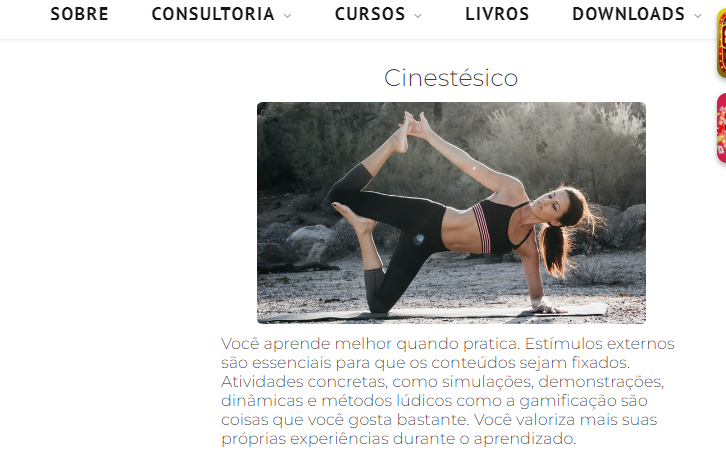 SOBRE CONSULTORIA CURSOS LIVROS DOWNLOADS
Cinestésico
Você aprende melhor quando pratica. Estímulos externos
são essenciais para que os conteúdos sejam fixados.
Atividades concretas, como simulações, demonstrações,
dinâmicas e métodos lúdicos como a gamificação são
coisas que você gosta bastante. Você valoriza mais suas
próprias experiências durante o aprendizado.